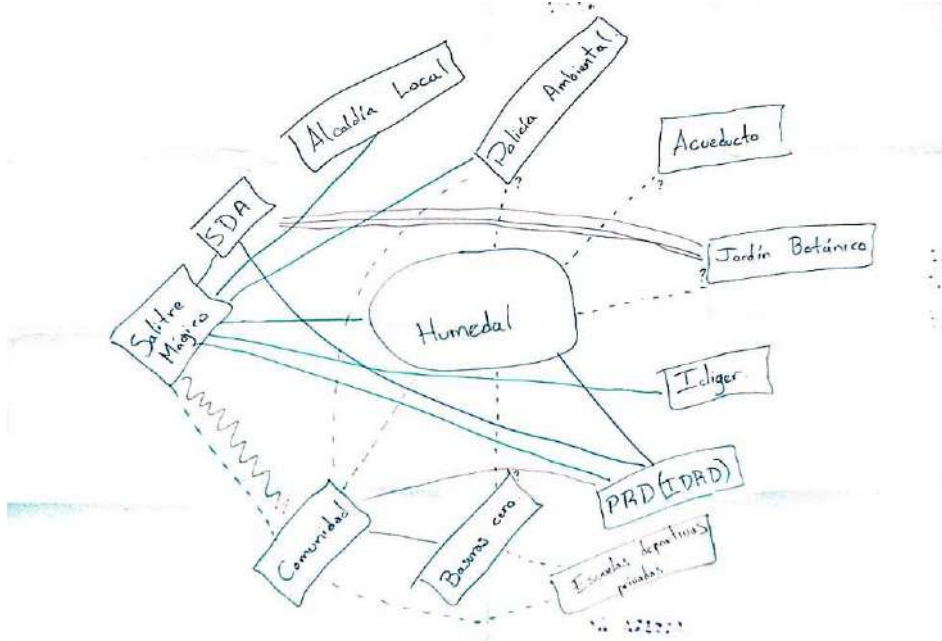 Alcaldía Local
Policía Ambiental
?
Acueducto
?
SDA
Jardín Botánico
?
Humedal
Salitre
Mágico
Idiger.
PRD (IDRD)
Comunidad
Basuras cero
?
Escuelas deportivas
privadas